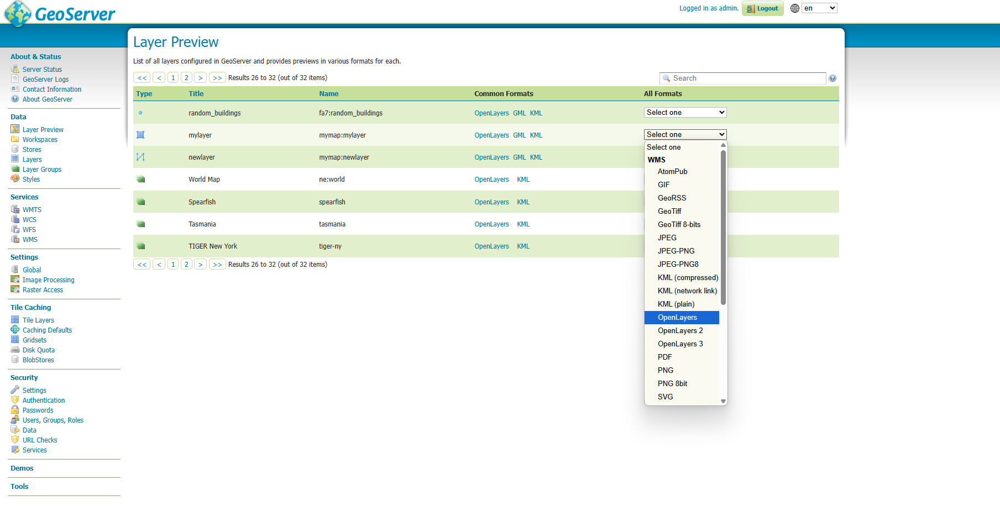 GeoServer
Logged in as admin. Logout en
About & Status
Server Status
GeoServer Logs
Contact Information
About GeoServer
Data
Layer Preview
Workspaces
Stores
Layers
Layer Groups
Styles
Services
WMTS
WCS
WFS
WMS
Settings
Global
Image Processing
Raster Access
Tile Caching
Tile Layers
Caching Defaults
Gridsets
Disk Quota
BlobStores
Security
Settings
Authentication
Passwords
Users, Groups, Roles
Data
URL Checks
Services
Demos
Tools
Layer Preview
List of all layers configured in GeoServer and provides previews in various formats for each.
<< < 1 2 > >> Results 26 to 32 (out of 32 items) Search
Type Title Name Common Formats All Formats
random_buildings fa7:random_buildings OpenLayers GML KML Select one
mylayer mymap:mylayer OpenLayers GML KML Select one
newlayer mymap:newlayer OpenLayers GML KML
World Map ne:world OpenLayers KML
Spearfish spearfish OpenLayers KML
Tasmania tasmania OpenLayers KML
TIGER New York tiger-ny OpenLayers KML
<< < 1 2 > >> Results 26 to 32 (out of 32 items)
Select one
WMS
AtomPub
GIF
GeoRSS
GeoTiff
GeoTiff 8-bits
JPEG
JPEG-PNG
JPEG-PNG8
KML (compressed)
KML (network link)
KML (plain)
OpenLayers
OpenLayers 2
OpenLayers 3
PDF
PNG
PNG 8bit
SVG